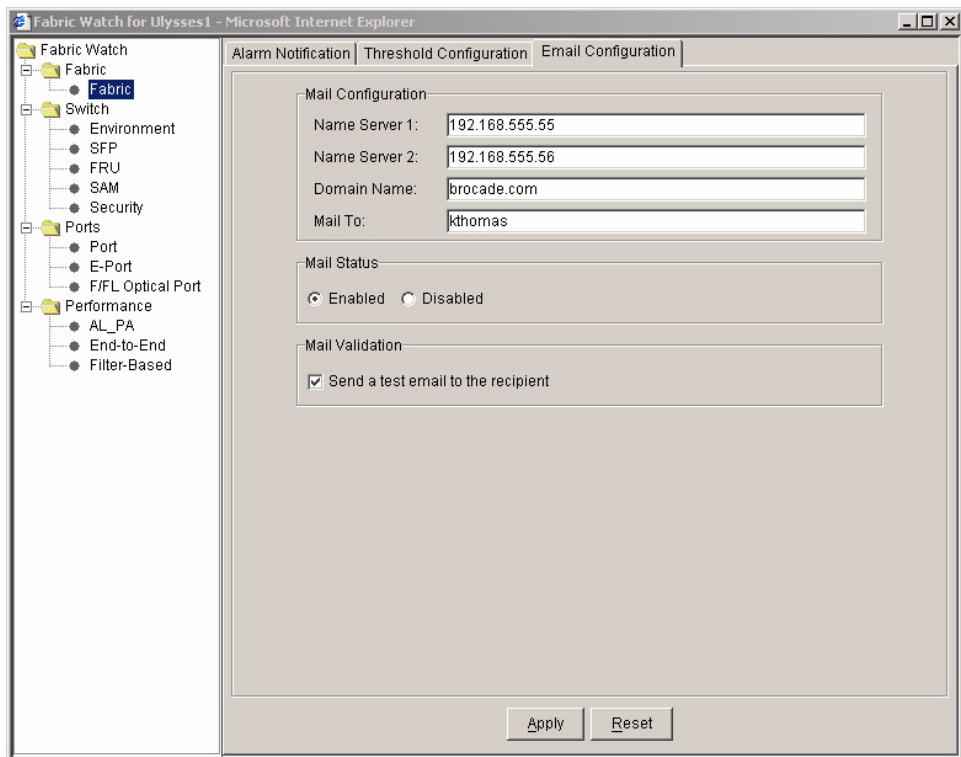 Fabric Watch for Ulysses1 - Microsoft Internet Explorer
Fabric Watch
Fabric
Fabric
Switch
Environment
SFP
FRU
SAM
Security
Ports
Port
E-Port
F/FL Optical Port
Performance
AL_PA
End-to-End
Filter-Based
Alarm Notification Threshold Configuration Email Configuration
Mail Configuration
Name Server 1: 192.168.555.55
Name Server 2: 192.168.555.56
Domain Name: brocade.com
Mail To: kthomas
Mail Status
Enabled Disabled
Mail Validation
Send a test email to the recipient
Apply Reset